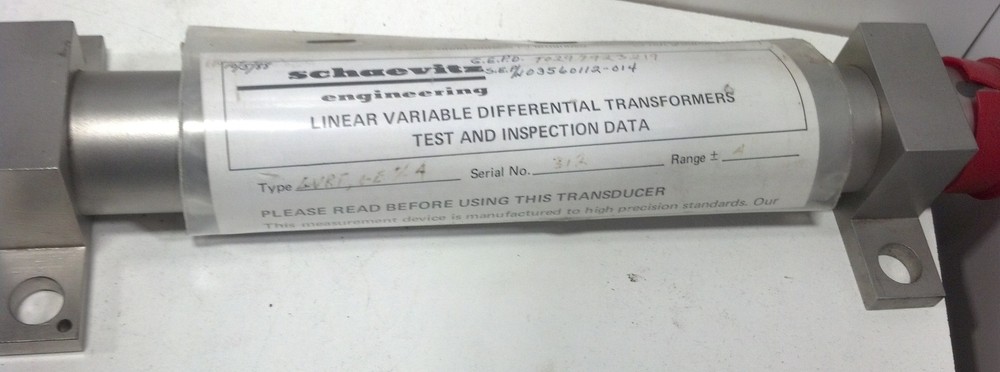 schaevitz
engineering
LINEAR VARIABLE DIFFERENTIAL TRANSFORMERS
TEST AND INSPECTION DATA
Type
Serial No. 312
Range ±
PLEASE READ BEFORE USING THIS TRANSDUCER
This measurement device is manufactured to high precision standards. Our